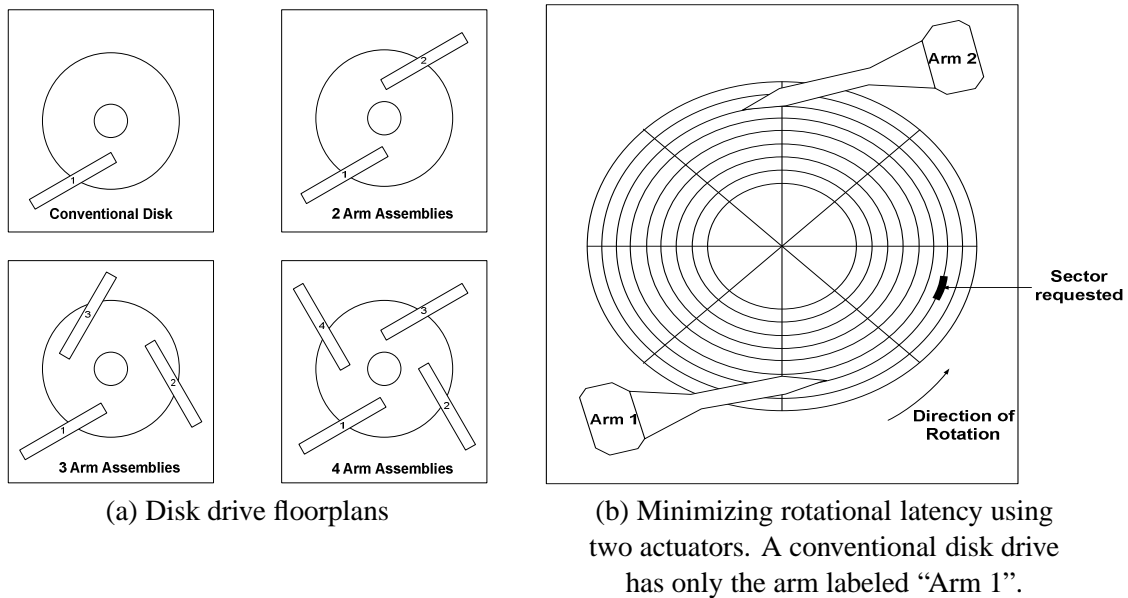 1
Conventional Disk
2
1
2 Arm Assemblies
3
2
1
3 Arm Assemblies
4
3
2
1
4 Arm Assemblies
(a) Disk drive floorplans
Arm 2
Sector
requested
Arm 1
Direction of
Rotation
(b) Minimizing rotational latency using
two actuators. A conventional disk drive
has only the arm labeled “Arm 1”.